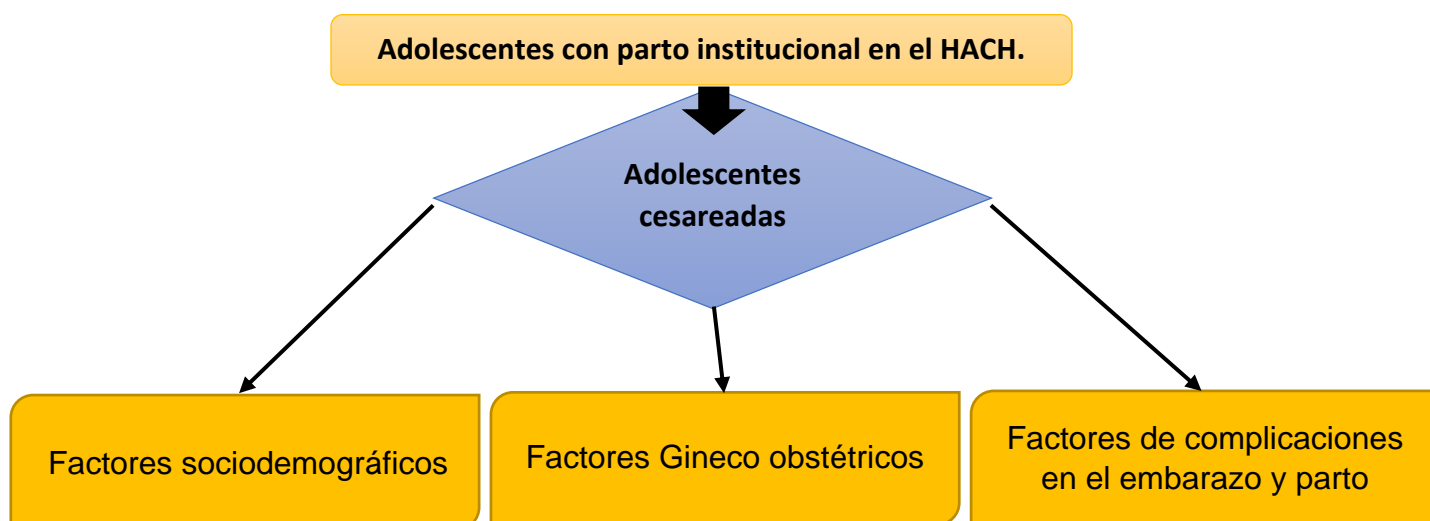 Adolescentes con parto institucional en el HACH.
Adolescentes
cesareadas
Factores sociodemográficos
Factores Gineco obstétricos
Factores de complicaciones
en el embarazo y parto